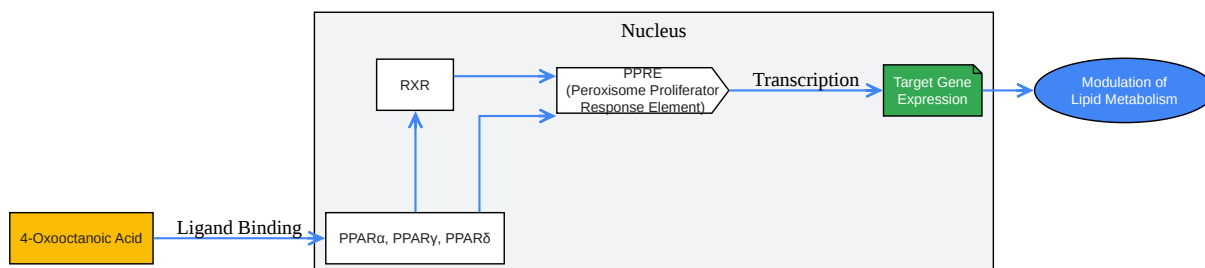 Nucleus
RXR
PPRE
(Peroxisome Proliferator
Response Element)
Transcription
Target Gene
Expression
Modulation of
Lipid Metabolism
4-Oxooctanoic Acid
Ligand Binding
PPARα, PPARγ, PPARδ